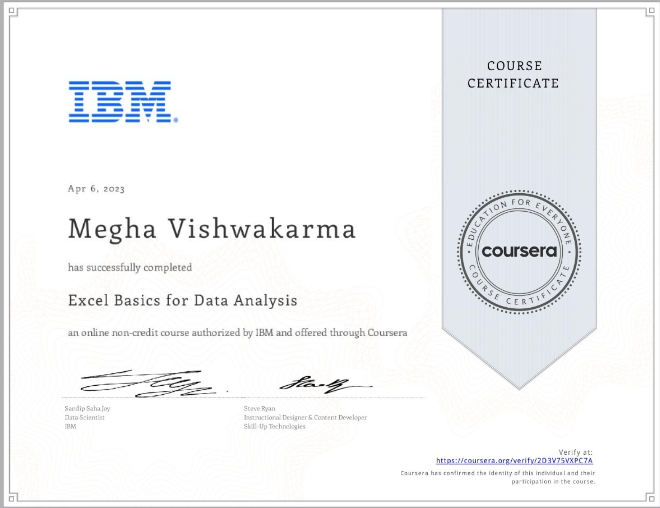 COURSE
CERTIFICATE
IBM
Apr 6, 2023
Megha Vishwakarma
has successfully completed
Excel Basics for Data Analysis
an online non-credit course authorized by IBM and offered through Coursera
EDUCATION FOR EVERYONE
coursera
COURSE CERTIFICATE
Sandip Saha Joy
Data Scientist
IBM
Steve Ryan
Instructional Designer & Content Developer
Skill-Up Technologies
Verify at:
https://coursera.org/verify/2D3V75VXPC7A
Coursera has confirmed the identity of this individual and their
participation in the course.